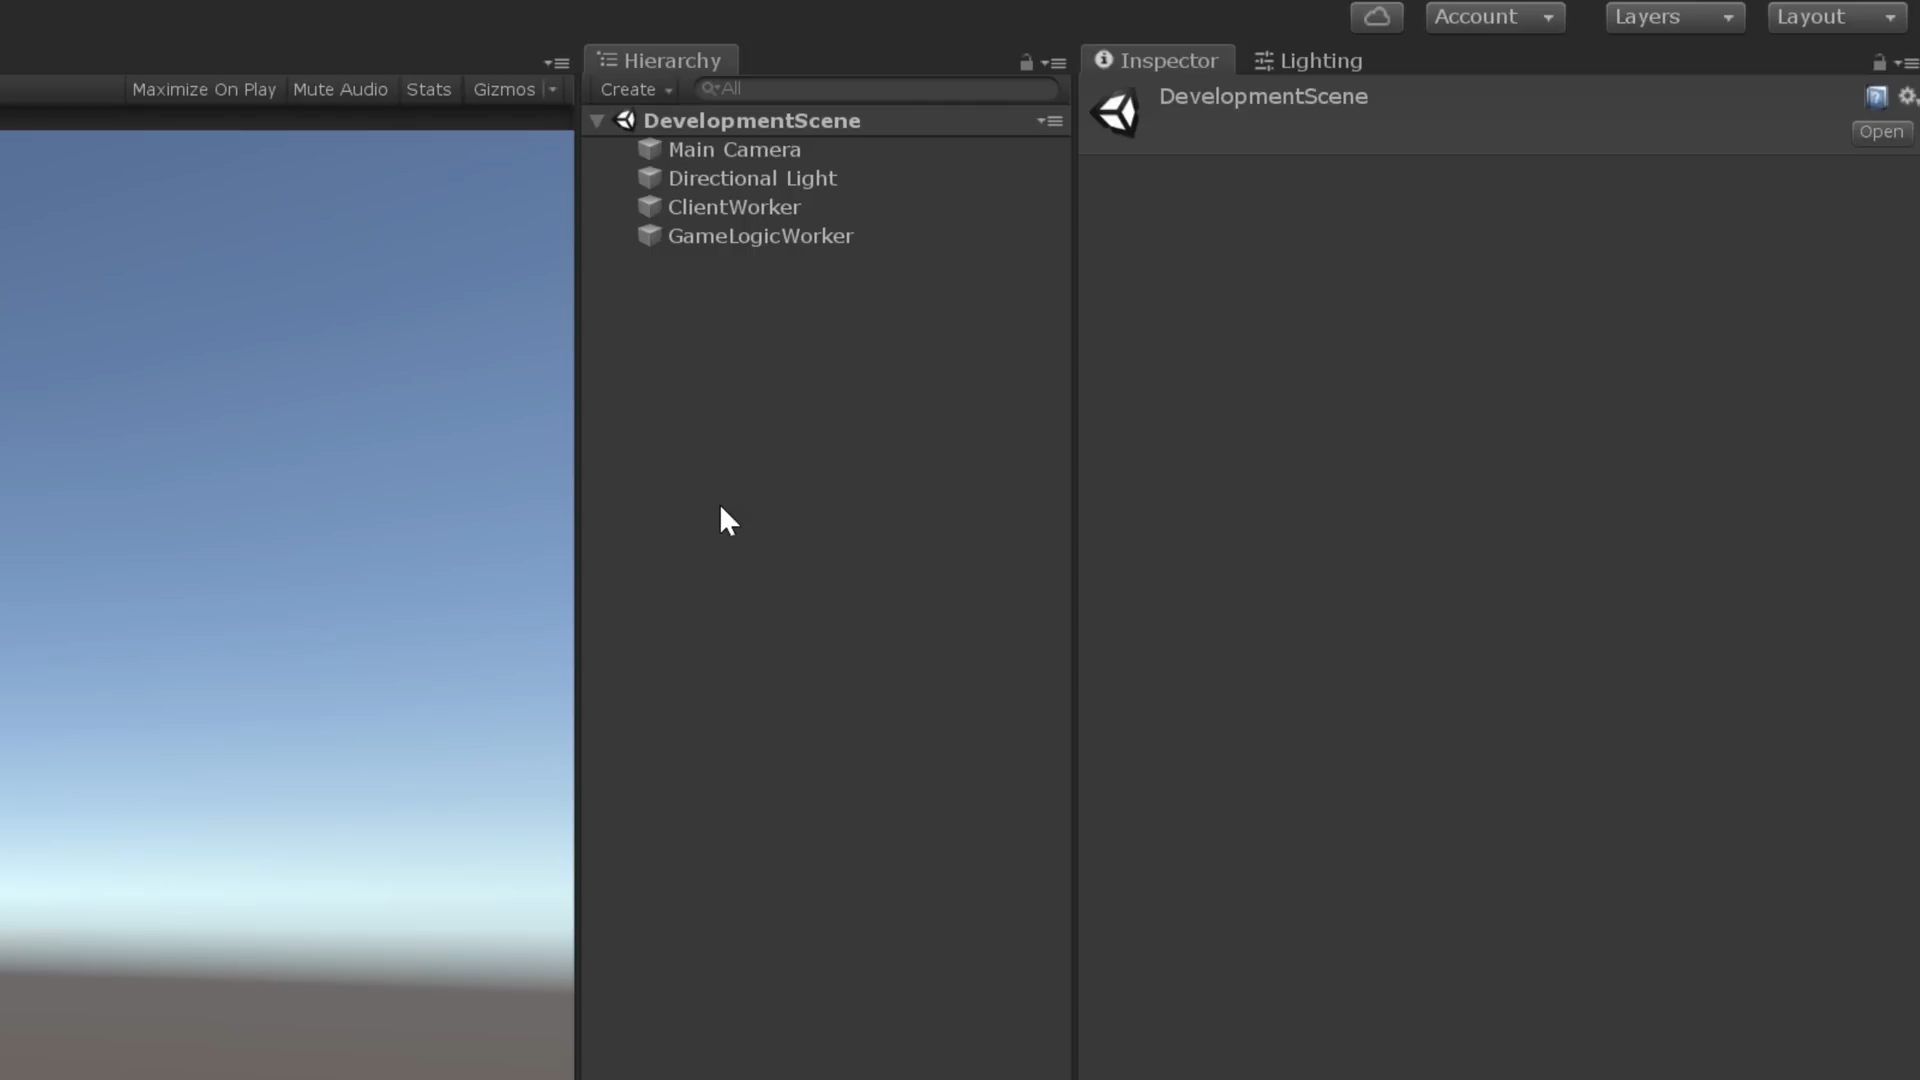 Account Layers Layout
Hierarchy Inspector Lighting
Maximize On Play Mute Audio Stats Gizmos Create All
DevelopmentScene
Open
DevelopmentScene
Main Camera
Directional Light
ClientWorker
GameLogicWorker